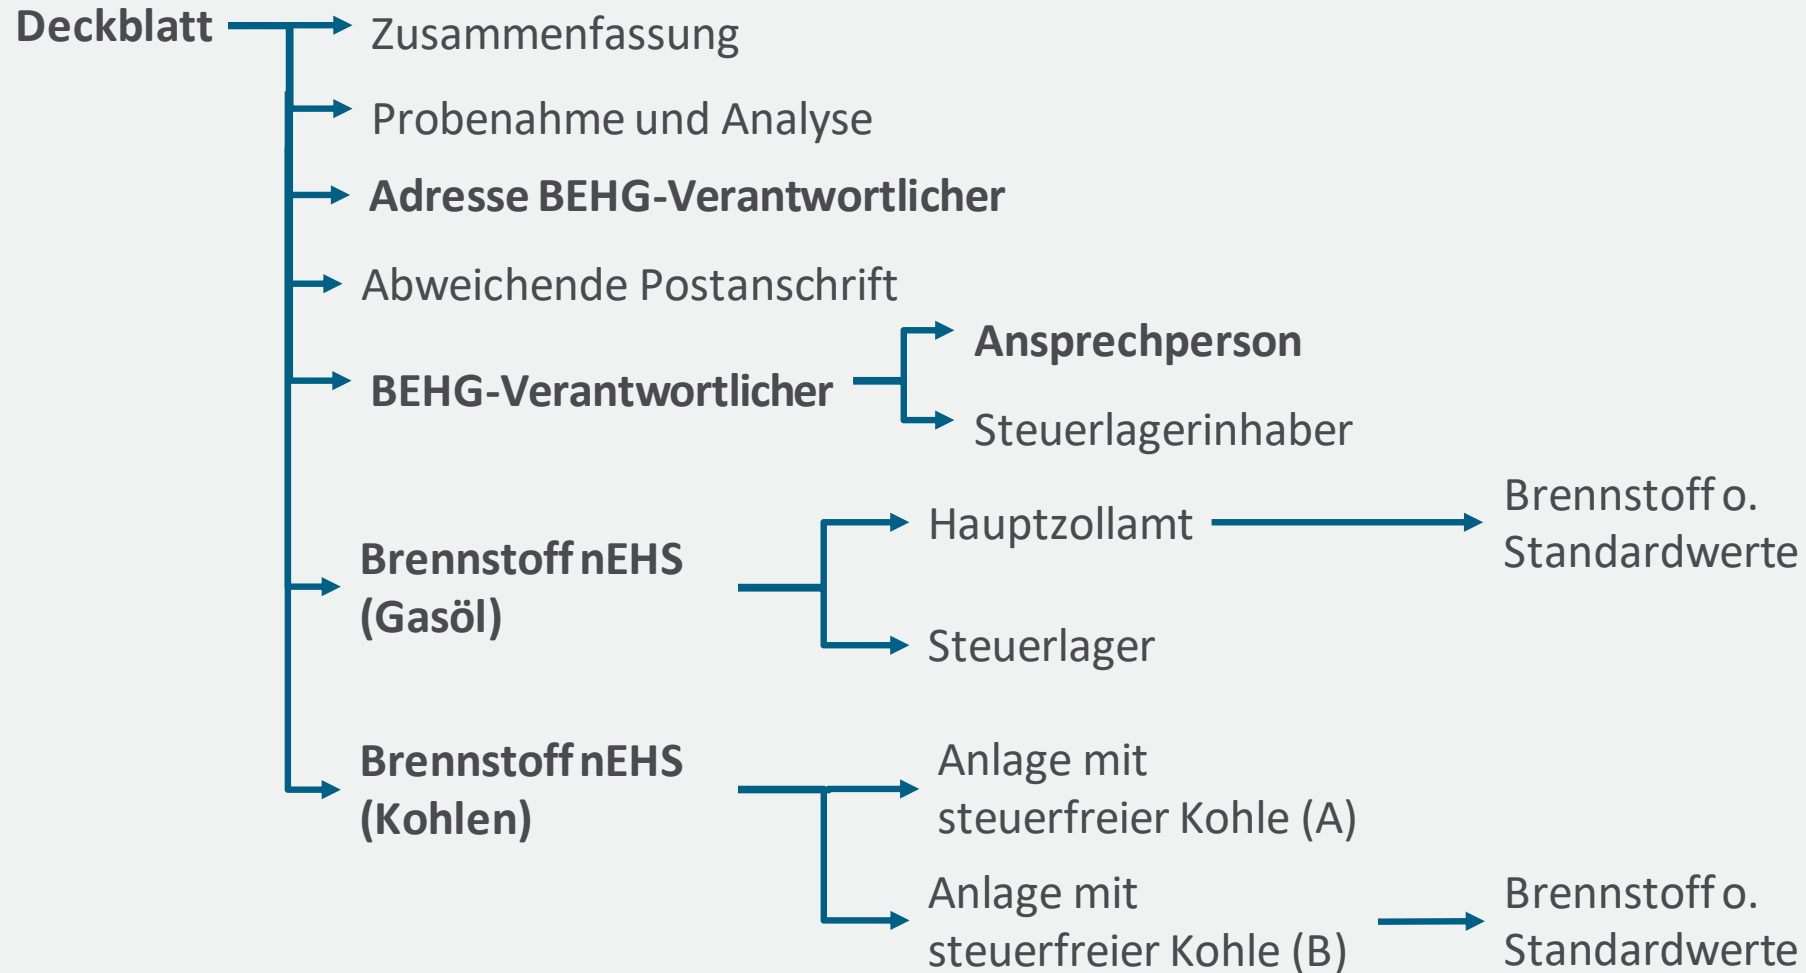 Deckblatt
Zusammenfassung
Probenahme und Analyse
Adresse BEHG-Verantwortlicher
Abweichende Postanschrift
BEHG-Verantwortlicher
Ansprechperson
Steuerlagerinhaber
Brennstoff nEHS
(Gasöl)
Hauptzollamt
Brennstoff o.
Standardwerte
Steuerlager
Brennstoff nEHS
(Kohlen)
Anlage mit
steuerfreier Kohle (A)
Anlage mit
steuerfreier Kohle (B)
Brennstoff o.
Standardwerte